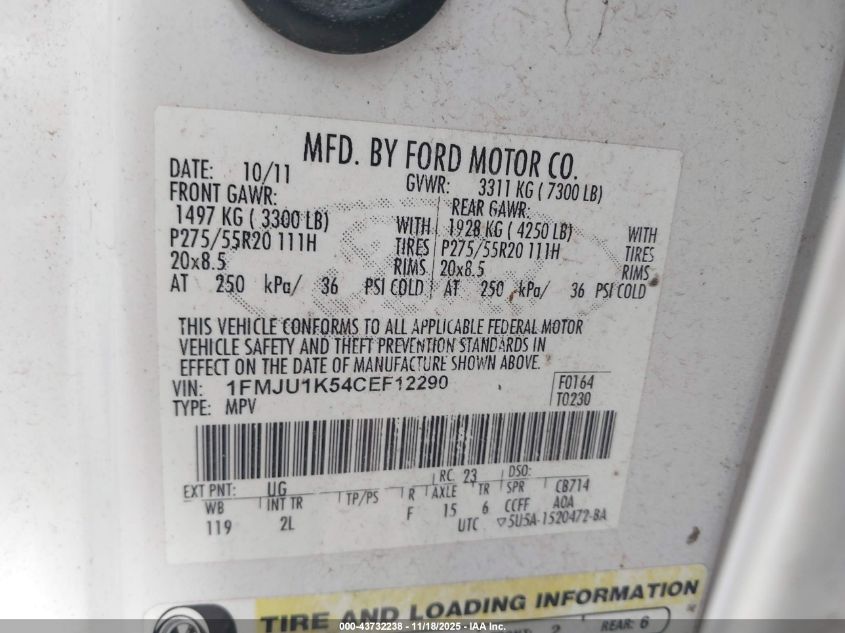 MFD. BY FORD MOTOR CO.
DATE: 10/11 GVWR: 3311 KG ( 7300 LB)
FRONT GAWR: REAR GAWR:
1497 KG ( 3300 LB) WITH 1928 KG ( 4250 LB) WITH
P275/55R20 111H TIRES P275/55R20 111H TIRES
20x8.5 RIMS 20x8.5 RIMS
AT 250 kPa/ 36 PSI COLD AT 250 kPa/ 36 PSI COLD
THIS VEHICLE CONFORMS TO ALL APPLICABLE FEDERAL MOTOR
VEHICLE SAFETY AND THEFT PREVENTION STANDARDS IN
EFFECT ON THE DATE OF MANUFACTURE SHOWN ABOVE.
VIN: 1FMJU1K54CEF12290 F0164
TYPE: MPV T0230
EXT PNT: UG RC: 23 DSO:
WB INT TR TP/PS R AXLE TR SPR CB714
119 2L F 15 6 CCFF AOA
UTC ▽5U5A-1520472-BA
TIRE AND LOADING INFORMATION
2 REAR: 6
000-43732238 - 11/18/2025 - IAA Inc.